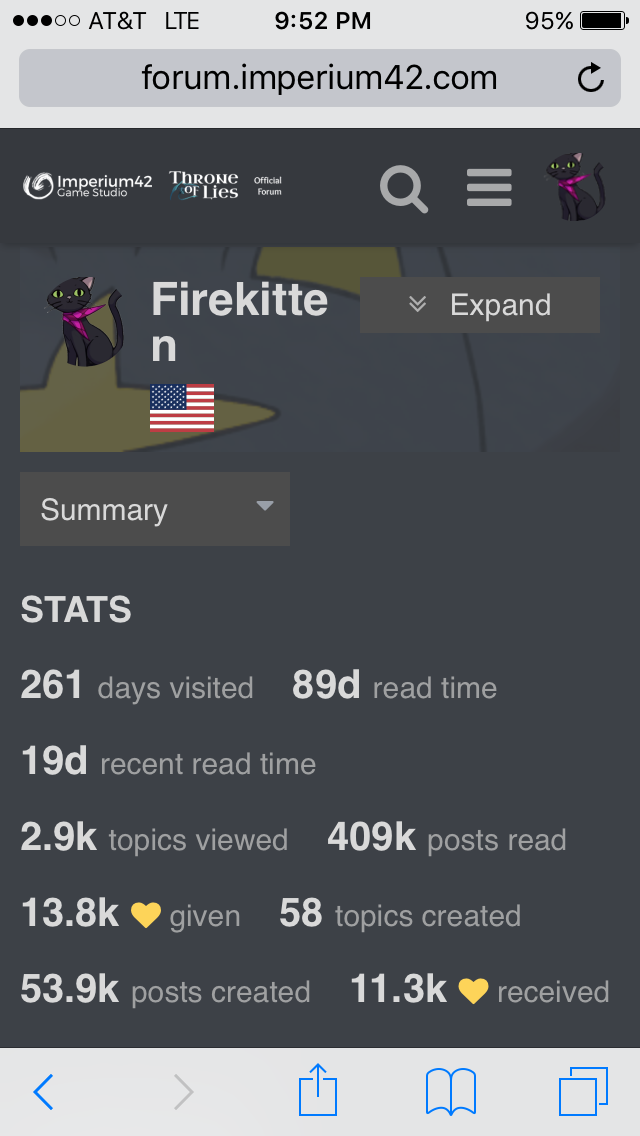 AT&T LTE 9:52 PM 95%
forum.imperium42.com
Imperium42
Game Studio
THRONE
OF LIES
Official
Forum
Firekitte
n
Expand
Summary
STATS
261 days visited 89d read time
19d recent read time
2.9k topics viewed 409k posts read
13.8k given 58 topics created
53.9k posts created 11.3k received